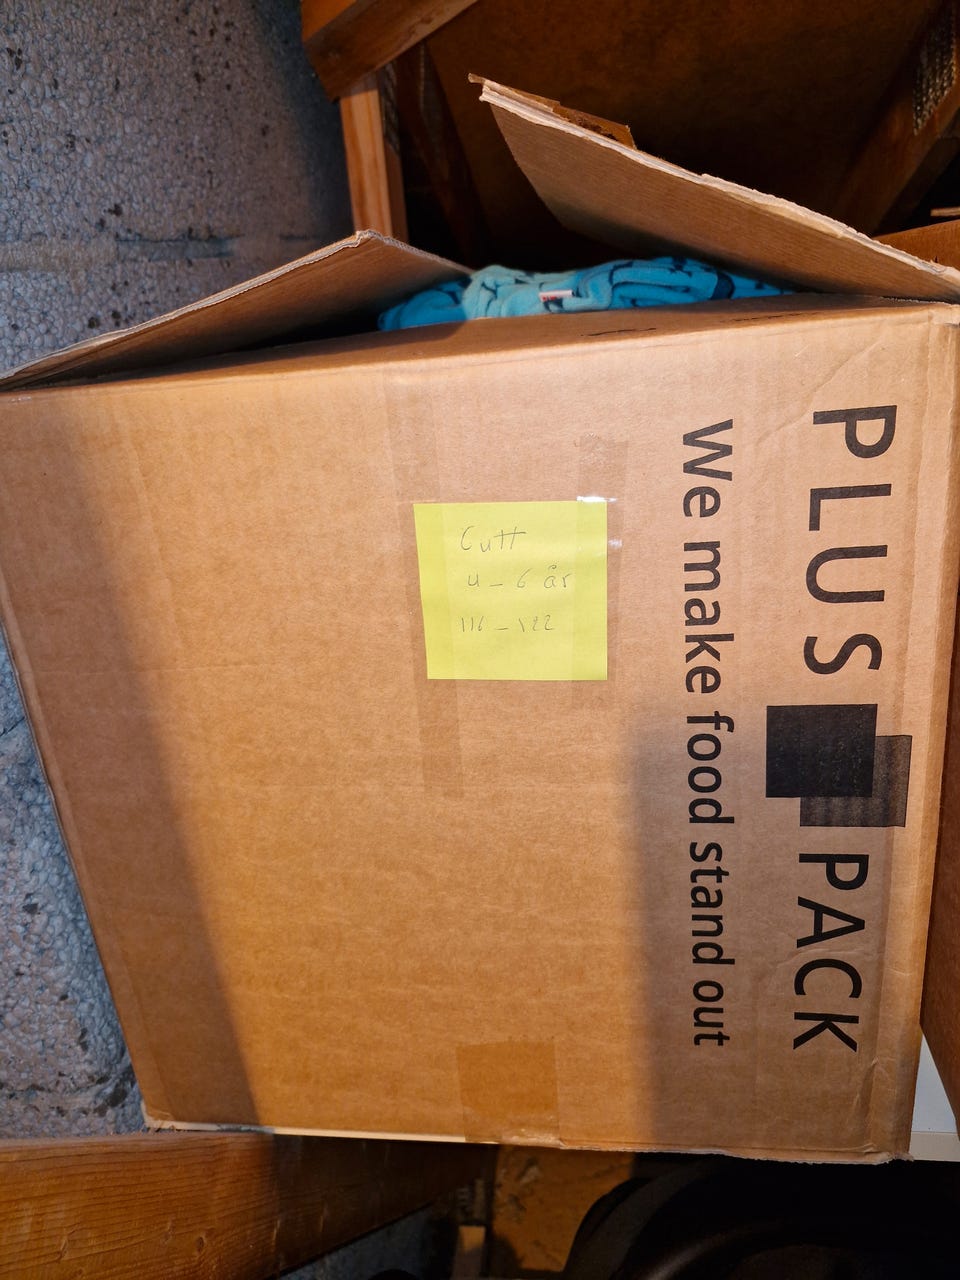 Gutt
4-6 år
116-122
PLUS PACK
We make food stand out